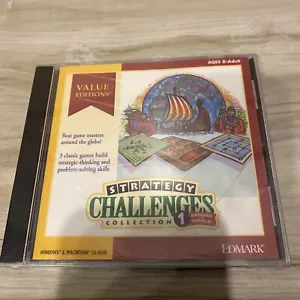 AGES 8-Adult
VALUE
EDITIONS
Beat game masters
around the globe!
3 classic games build
strategic-thinking and
problem-solving skills
STRATEGY
CHALLENGES
COLLECTION 1
WINDOWS® & MACINTOSH® CD-ROM
EDMARK